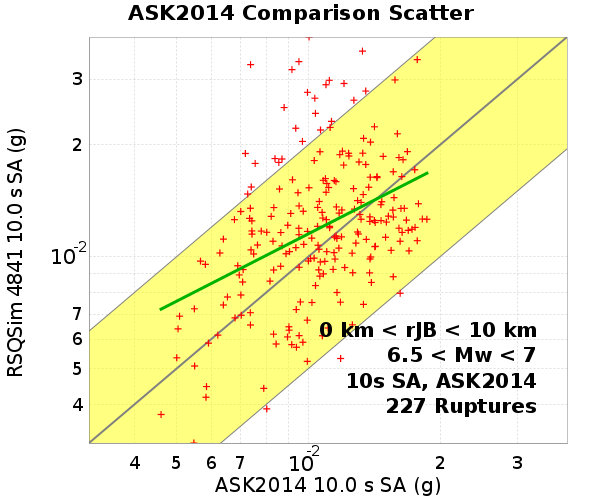 ASK2014 Comparison Scatter
RSQSim 4841 10.0 s SA (g)
3
2
10-2
7
6
5
4
0 km < rJB < 10 km
6.5 < Mw < 7
10s SA, ASK2014
227 Ruptures
4 5 6 7 10-2 2 3
ASK2014 10.0 s SA (g)